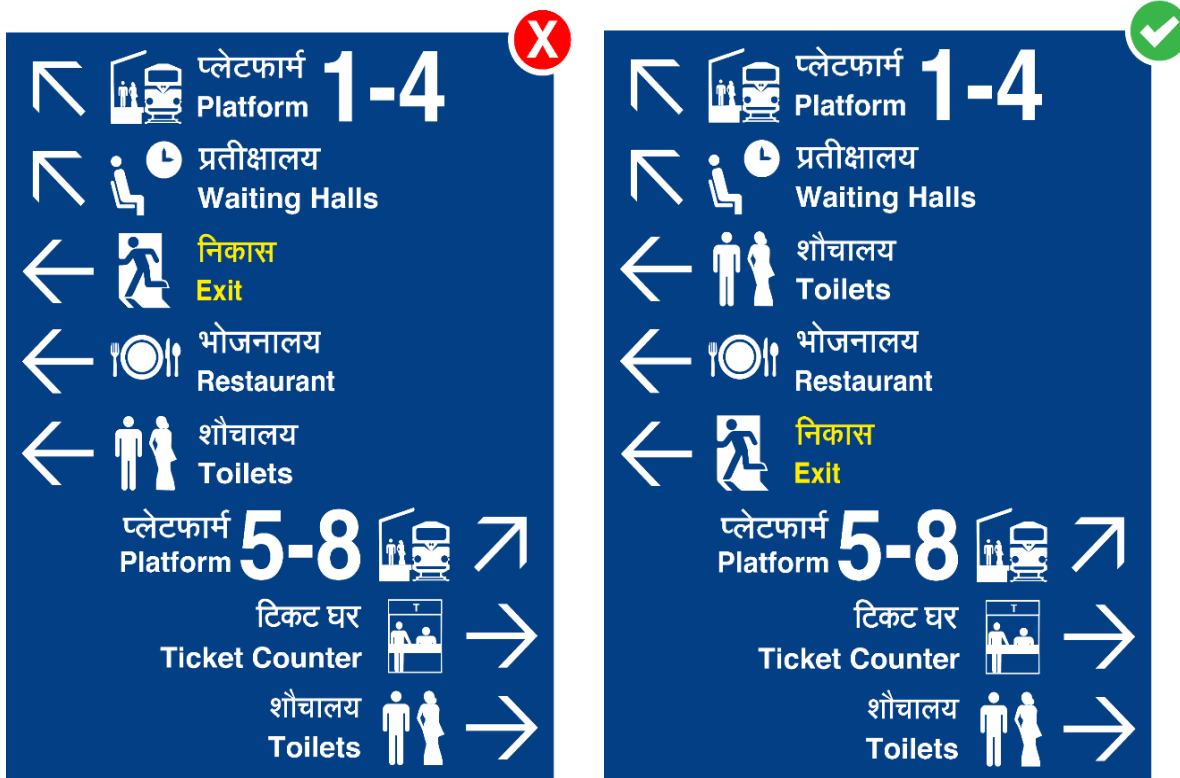 X
प्लेटफार्म
Platform 1-4
प्रतीक्षालय
Waiting Halls
निकास
Exit
भोजनालय
Restaurant
शौचालय
Toilets
प्लेटफार्म
Platform 5-8
T
टिकट घर
Ticket Counter
शौचालय
Toilets
प्लेटफार्म
Platform 1-4
प्रतीक्षालय
Waiting Halls
शौचालय
Toilets
भोजनालय
Restaurant
निकास
Exit
प्लेटफार्म
Platform 5-8
T
टिकट घर
Ticket Counter
शौचालय
Toilets